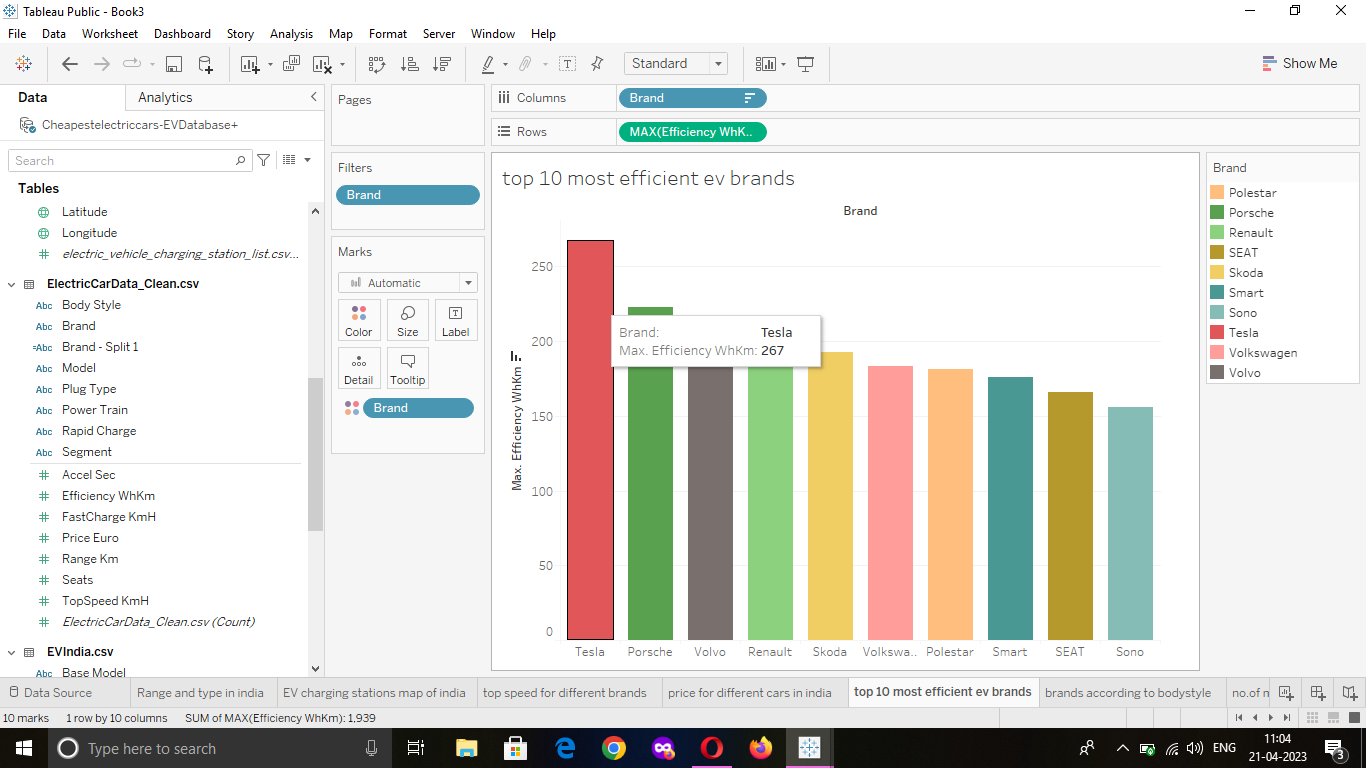 Tableau Public - Book3
File Data Worksheet Dashboard Story Analysis Map Format Server Window Help
Standard
Show Me
Data Analytics
Cheapestelectriccars-EVDatabase+
Search
Tables
Latitude
Longitude
electric_vehicle_charging_station_list.csv...
ElectricCarData_Clean.csv
Abc Body Style
Abc Brand
=Abc Brand - Split 1
Abc Model
Abc Plug Type
Abc Power Train
Abc Rapid Charge
Abc Segment
# Accel Sec
# Efficiency WhKm
# FastCharge KmH
# Price Euro
# Range Km
# Seats
# TopSpeed KmH
# ElectricCarData_Clean.csv (Count)
EVIndia.csv
Abc Base Model
Pages
Filters
Brand
Marks
Automatic
Color Size Label
Detail Tooltip
Brand
Columns Brand
Rows MAX(Efficiency WhK..
top 10 most efficient ev brands
Brand
Max. Efficiency WhKm
250
200
150
100
50
0
Brand: Tesla
Max. Efficiency WhKm: 267
Tesla Porsche Volvo Renault Skoda Volkswa.. Polestar Smart SEAT Sono
Brand
Polestar
Porsche
Renault
SEAT
Skoda
Smart
Sono
Tesla
Volkswagen
Volvo
Data Source Range and type in india EV charging stations map of india top speed for different brands price for different cars in india top 10 most efficient ev brands brands according to bodystyle no.of m
10 marks 1 row by 10 columns SUM of MAX(Efficiency WhKm): 1,939
Type here to search
ENG
11:04
21-04-2023
3